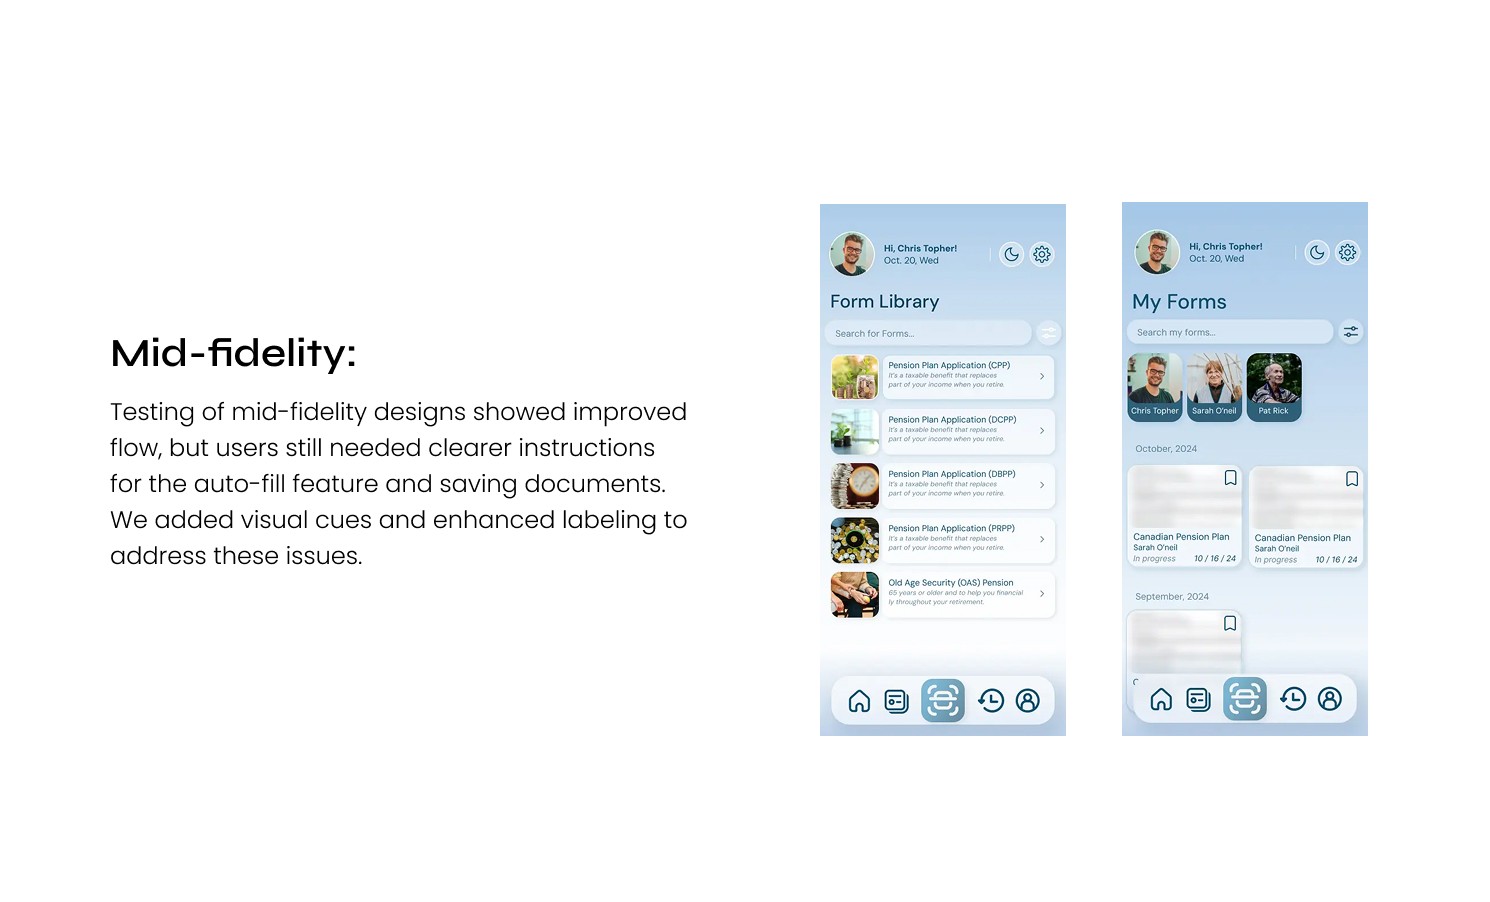 Mid-fidelity:
Testing of mid-fidelity designs showed improved
flow, but users still needed clearer instructions
for the auto-fill feature and saving documents.
We added visual cues and enhanced labeling to
address these issues.
Hi, Chris Topher!
Oct. 20, Wed
Form Library
Search for Forms...
Pension Plan Application (CPP)
It's a taxable benefit that replaces
part of your income when you retire.
Pension Plan Application (DCPP)
It's a taxable benefit that replaces
part of your income when you retire.
Pension Plan Application (DBPP)
It's a taxable benefit that replaces
part of your income when you retire.
Pension Plan Application (PRPP)
It's a taxable benefit that replaces
part of your income when you retire.
Old Age Security (OAS) Pension
65 years or older and to help you financial
ly throughout your retirement.
Hi, Chris Topher!
Oct. 20, Wed
My Forms
Search my forms...
Chris Topher
Sarah O'neil
Pat Rick
October, 2024
Canadian Pension Plan
Sarah O'neil
In progress 10 / 16 / 24
Canadian Pension Plan
Sarah O'neil
In progress 10 / 16 / 24
September, 2024